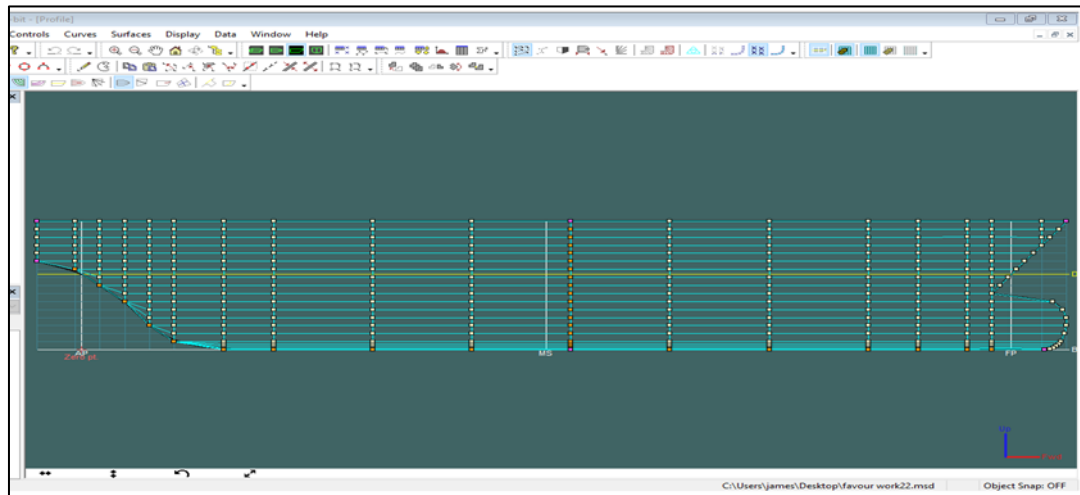 bit - [Profile]
Controls Curves Surfaces Display Data Window Help
AP
Zero pt.
MS
FP
B
Up
C:\Users\james\Desktop\favour work22.msd Object Snap: OFF